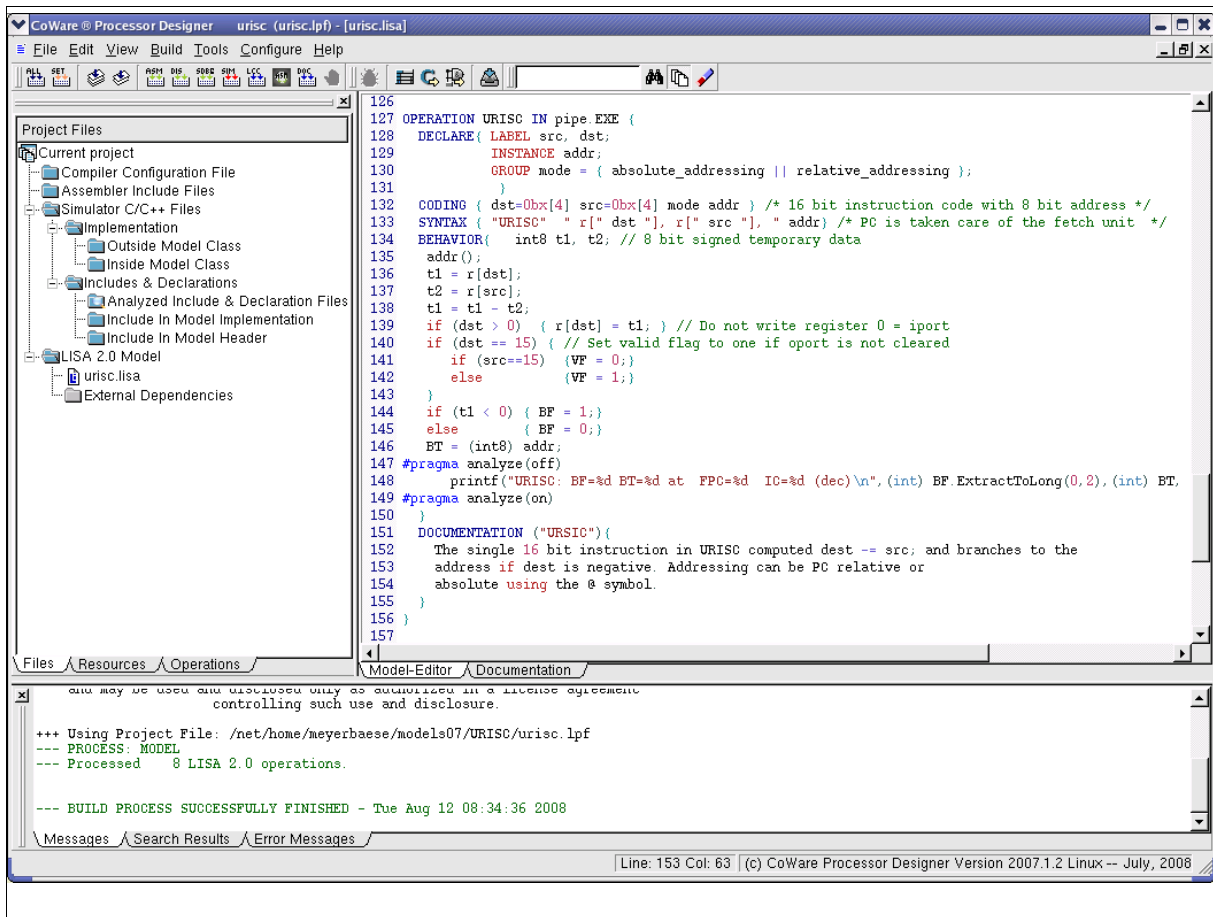 CoWare ® Processor Designer urisc (urisc.lpf) - [urisc.lisa]
File Edit View Build Tools Configure Help
ALL SET ASM DIS SDBG SIM LCC ASM DOC
Project Files
Current project
Compiler Configuration File
Assembler Include Files
Simulator C/C++ Files
Implementation
Outside Model Class
Inside Model Class
Includes & Declarations
Analyzed Include & Declaration Files
Include In Model Implementation
Include In Model Header
LISA 2.0 Model
urisc.lisa
External Dependencies
Files Resources Operations
126
127 OPERATION URISC IN pipe.EXE {
128 DECLARE{ LABEL src, dst;
129 INSTANCE addr;
130 GROUP mode = { absolute_addressing || relative_addressing };
131 }
132 CODING { dst=0bx[4] src=0bx[4] mode addr } /* 16 bit instruction code with 8 bit address */
133 SYNTAX { "URISC" " r[" dst "], r[" src "], " addr} /* PC is taken care of the fetch unit */
134 BEHAVIOR{ int8 t1, t2; // 8 bit signed temporary data
135 addr();
136 t1 = r[dst];
137 t2 = r[src];
138 t1 = t1 - t2;
139 if (dst > 0) { r[dst] = t1; } // Do not write register 0 = iport
140 if (dst == 15) { // Set valid flag to one if oport is not cleared
141 if (src==15) {VF = 0;}
142 else {VF = 1;}
143 }
144 if (t1 < 0) { BF = 1;}
145 else { BF = 0;}
146 BT = (int8) addr;
147 #pragma analyze(off)
148 printf("URISC: BF=%d BT=%d at FPC=%d IC=%d (dec)\n",(int) BF.ExtractToLong(0,2),(int) BT,
149 #pragma analyze(on)
150 }
151 DOCUMENTATION ("URSIC"){
152 The single 16 bit instruction in URISC computed dest -= src; and branches to the
153 address if dest is negative. Addressing can be PC relative or
154 absolute using the @ symbol.
155 }
156 }
157
Model-Editor Documentation
and may be used and disclosed only as authorized in a license agreement
controlling such use and disclosure.
+++ Using Project File: /net/home/meyerbaese/models07/URISC/urisc.lpf
--- PROCESS: MODEL
--- Processed 8 LISA 2.0 operations.
--- BUILD PROCESS SUCCESSFULLY FINISHED - Tue Aug 12 08:34:36 2008
Messages Search Results Error Messages
Line: 153 Col: 63 (c) CoWare Processor Designer Version 2007.1.2 Linux -- July, 2008